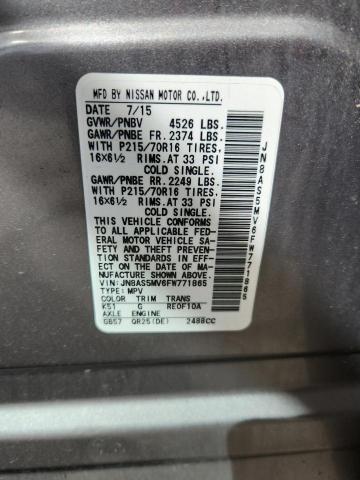 MFD BY NISSAN MOTOR CO.,LTD.
DATE 7/15
GVWR/PNBV 4526 LBS.
GAWR/PNBE FR. 2374 LBS.
WITH P215/70R16 TIRES,
16X6½ RIMS.AT 33 PSI
COLD SINGLE.
GAWR/PNBE RR. 2249 LBS.
WITH P215/70R16 TIRES,
16X6½ RIMS.AT 33 PSI
COLD SINGLE.
THIS VEHICLE CONFORMS
TO ALL APPLICABLE FED-
ERAL MOTOR VEHICLE SA-
FETY AND THEFT PREVEN-
TION STANDARDS IN EFF-
ECT ON THE DATE OF MA-
NUFACTURE SHOWN ABOVE.
VIN:JN8AS5MV6FW771865
TYPE: MPV
COLOR TRIM TRANS
K51 G RE0F10A
AXLE ENGINE
GB57 QR25(DE) 2488CC
JN8AS5MV6FW771865